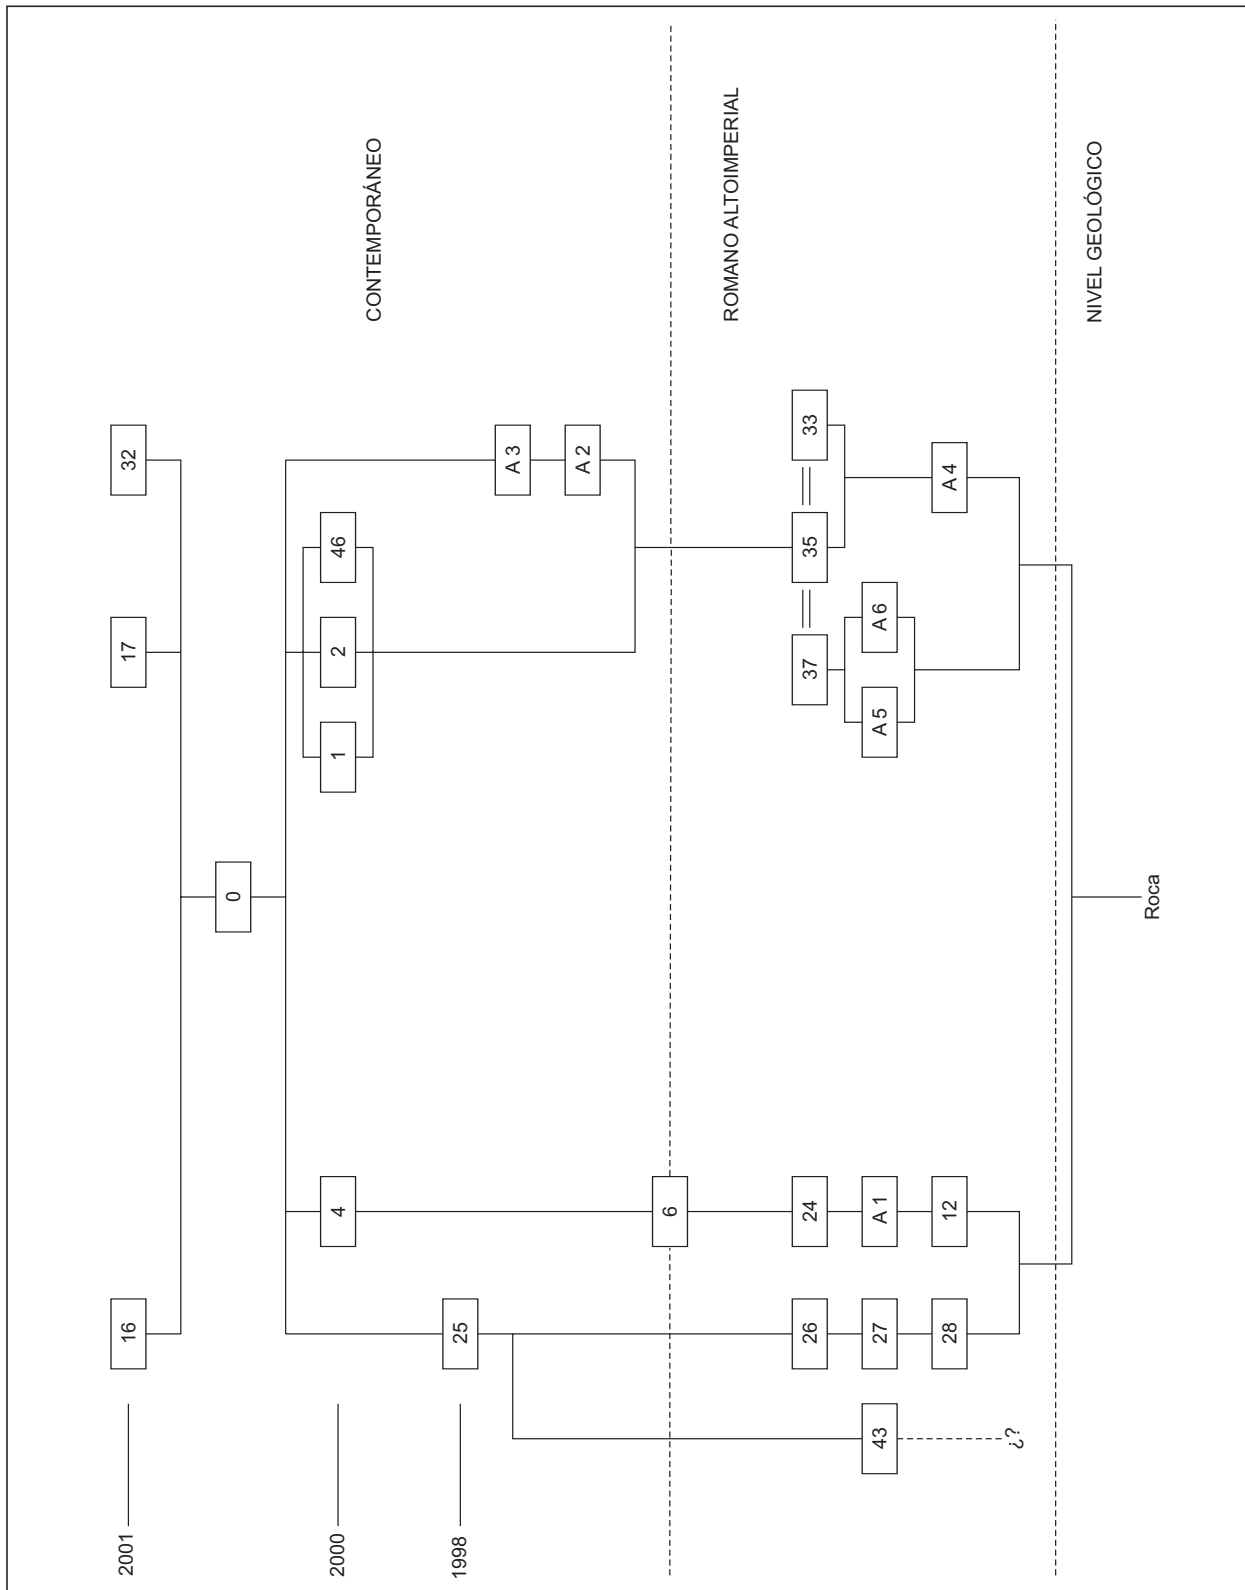 2001
16
17
32
0
2000
4
1
2
46
CONTEMPORÁNEO
1998
25
A 3
A 2
6
ROMANO ALTOIMPERIAL
26
24
37
=
35
=
33
43
27
A 1
A 5
A 6
28
12
A 4
¿?
NIVEL GEOLÓGICO
Roca